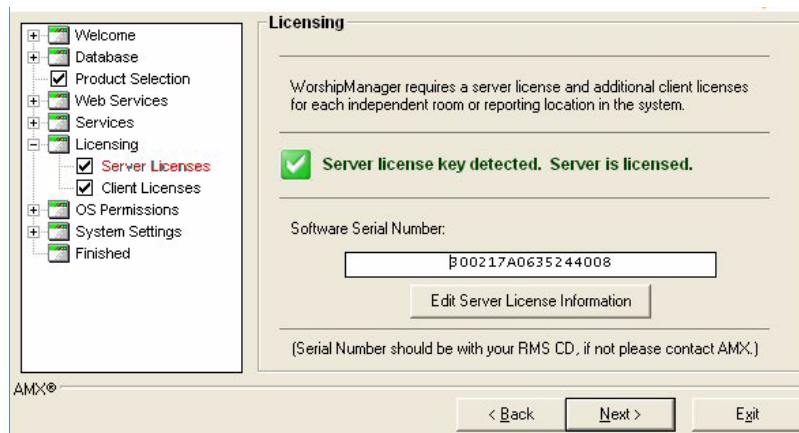 Welcome
Database
Product Selection
Web Services
Services
Licensing
Server Licenses
Client Licenses
OS Permissions
System Settings
Finished
Licensing
WorshipManager requires a server license and additional client licenses
for each independent room or reporting location in the system.
Server license key detected. Server is licensed.
Software Serial Number:
300217A0635244008
Edit Server License Information
(Serial Number should be with your RMS CD, if not please contact AMX.)
AMX®
< Back
Next >
Exit